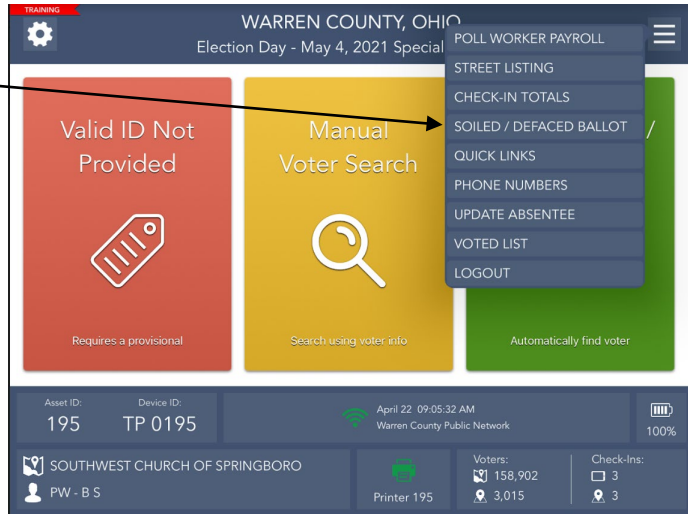 TRAINING
WARREN COUNTY, OHIO
Election Day - May 4, 2021 Special
POLL WORKER PAYROLL
STREET LISTING
CHECK-IN TOTALS
SOILED / DEFACED BALLOT
QUICK LINKS
PHONE NUMBERS
UPDATE ABSENTEE
VOTED LIST
LOGOUT
Valid ID Not
Provided
Requires a provisional
Manual
Voter Search
Search using voter info
/
Automatically find voter
Asset ID:
195
Device ID:
TP 0195
April 22 09:05:32 AM
Warren County Public Network
100%
SOUTHWEST CHURCH OF SPRINGBORO
PW - B S
Printer 195
Voters:
158,902
3,015
Check-Ins:
3
3